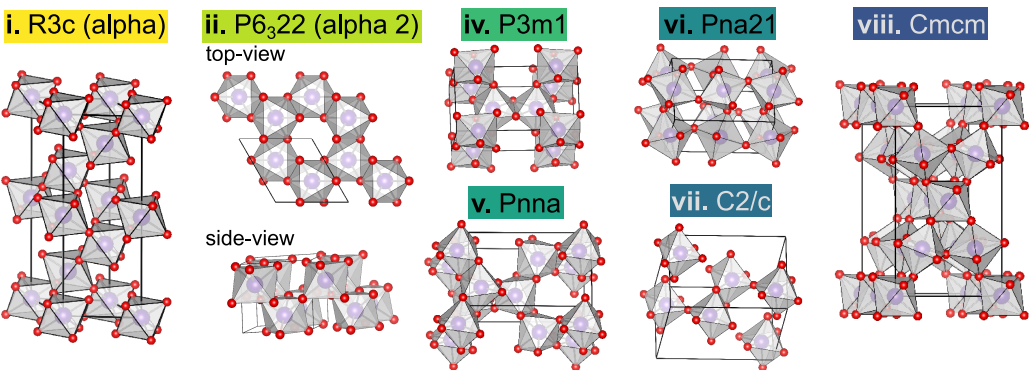 i. R3c (alpha)
ii. P6₃22 (alpha 2)
top-view
side-view
iv. P3m1
v. Pnna
vi. Pna21
vii. C2/c
viii. Cmcm